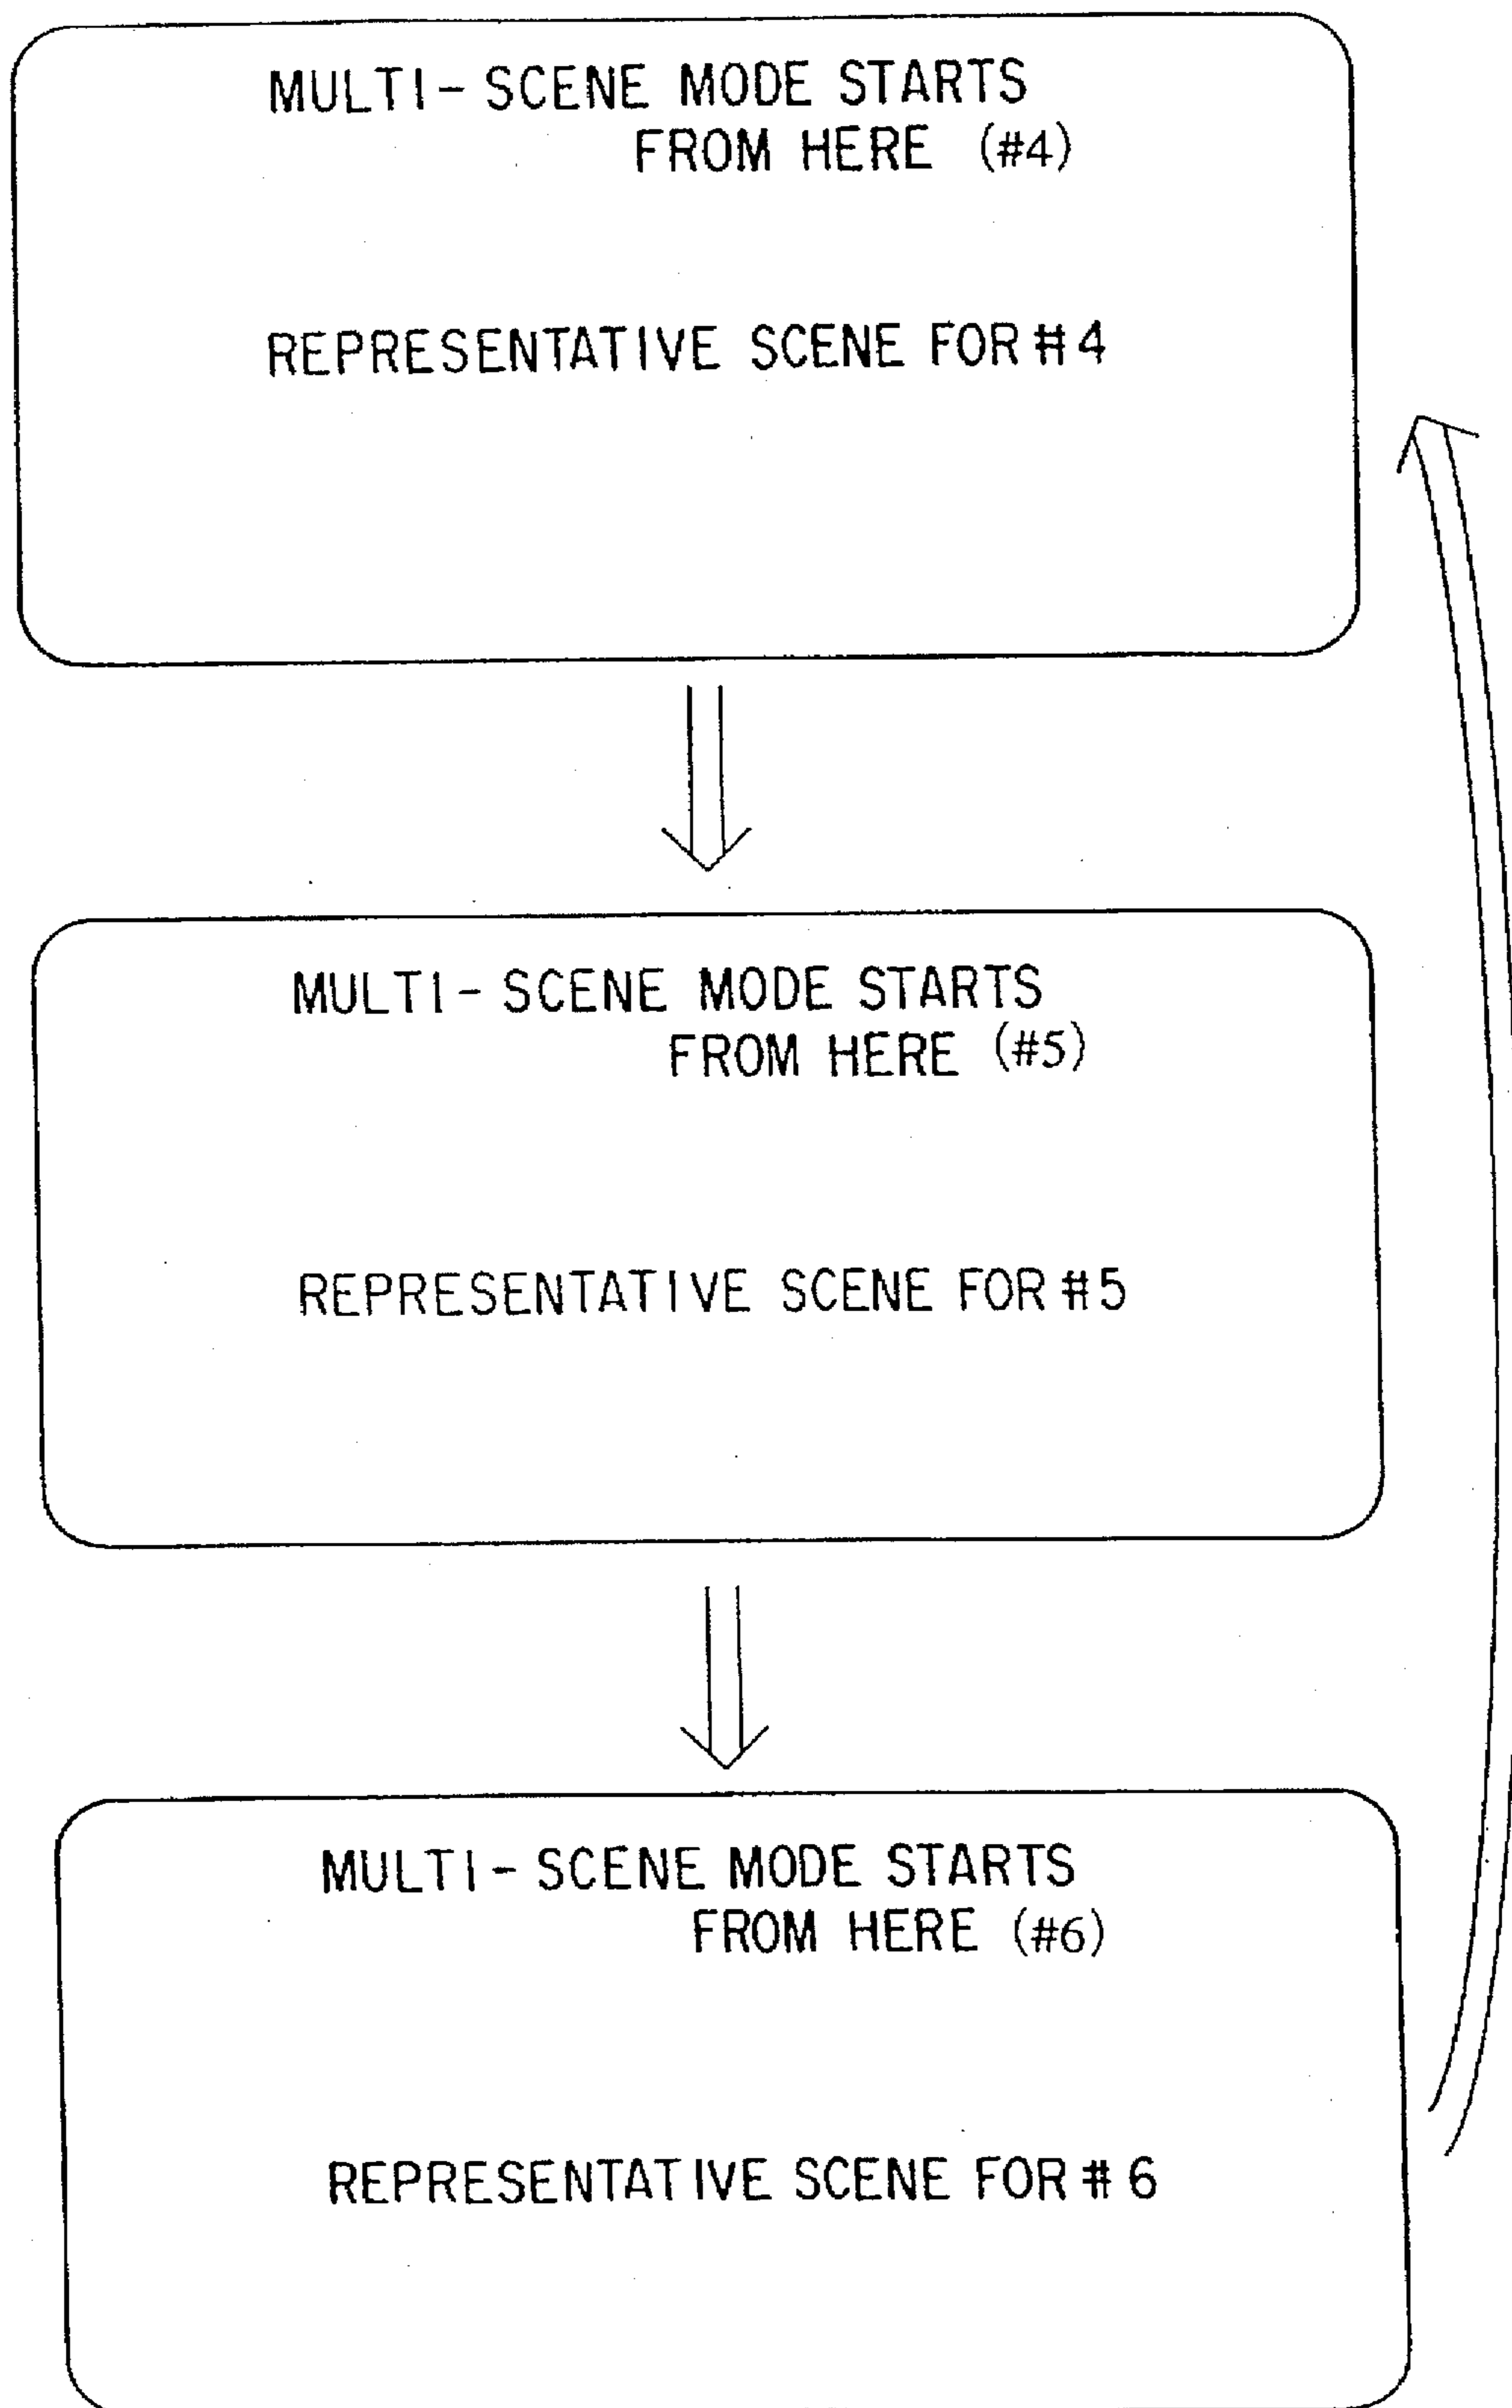 MULTI-SCENE MODE STARTS
FROM HERE (#4)
REPRESENTATIVE SCENE FOR #4
MULTI-SCENE MODE STARTS
FROM HERE (#5)
REPRESENTATIVE SCENE FOR #5
MULTI-SCENE MODE STARTS
FROM HERE (#6)
REPRESENTATIVE SCENE FOR #6